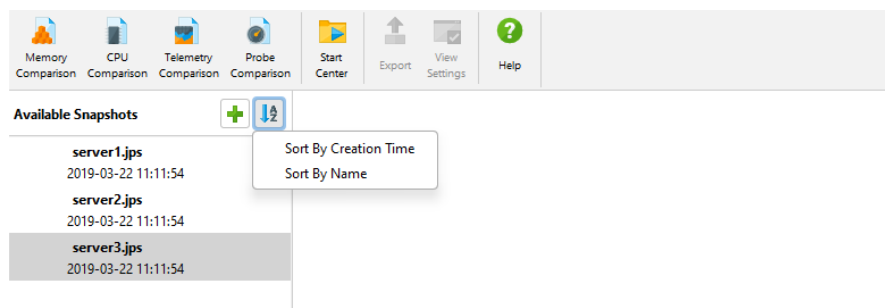 Memory Comparison
CPU Comparison
Telemetry Comparison
Probe Comparison
Start Center
Export
View Settings
Help
Available Snapshots
A
Z
Sort By Creation Time
Sort By Name
server1.jps
2019-03-22 11:11:54
server2.jps
2019-03-22 11:11:54
server3.jps
2019-03-22 11:11:54